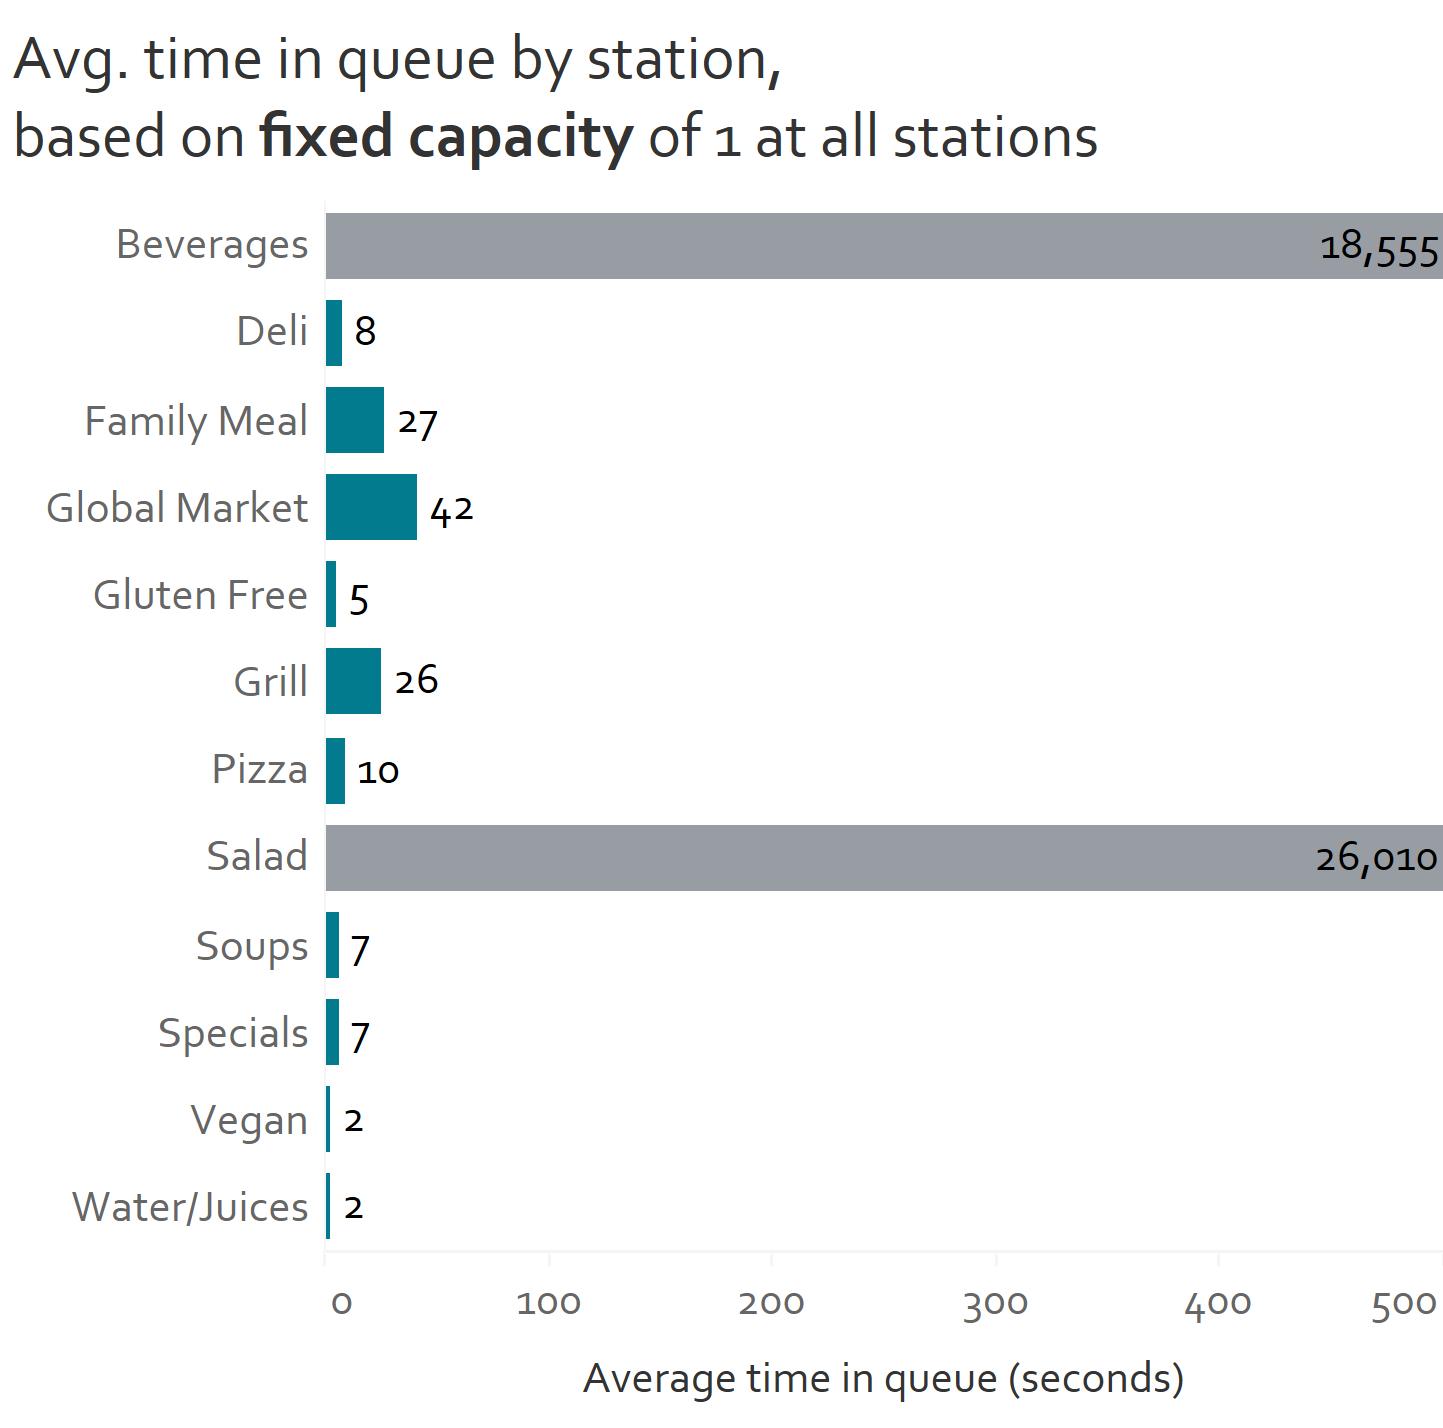 Avg. time in queue by station,
based on fixed capacity of 1 at all stations
Beverages 18,555
Deli 8
Family Meal 27
Global Market 42
Gluten Free 5
Grill 26
Pizza 10
Salad 26,010
Soups 7
Specials 7
Vegan 2
Water/Juices 2
0 100 200 300 400 500
Average time in queue (seconds)